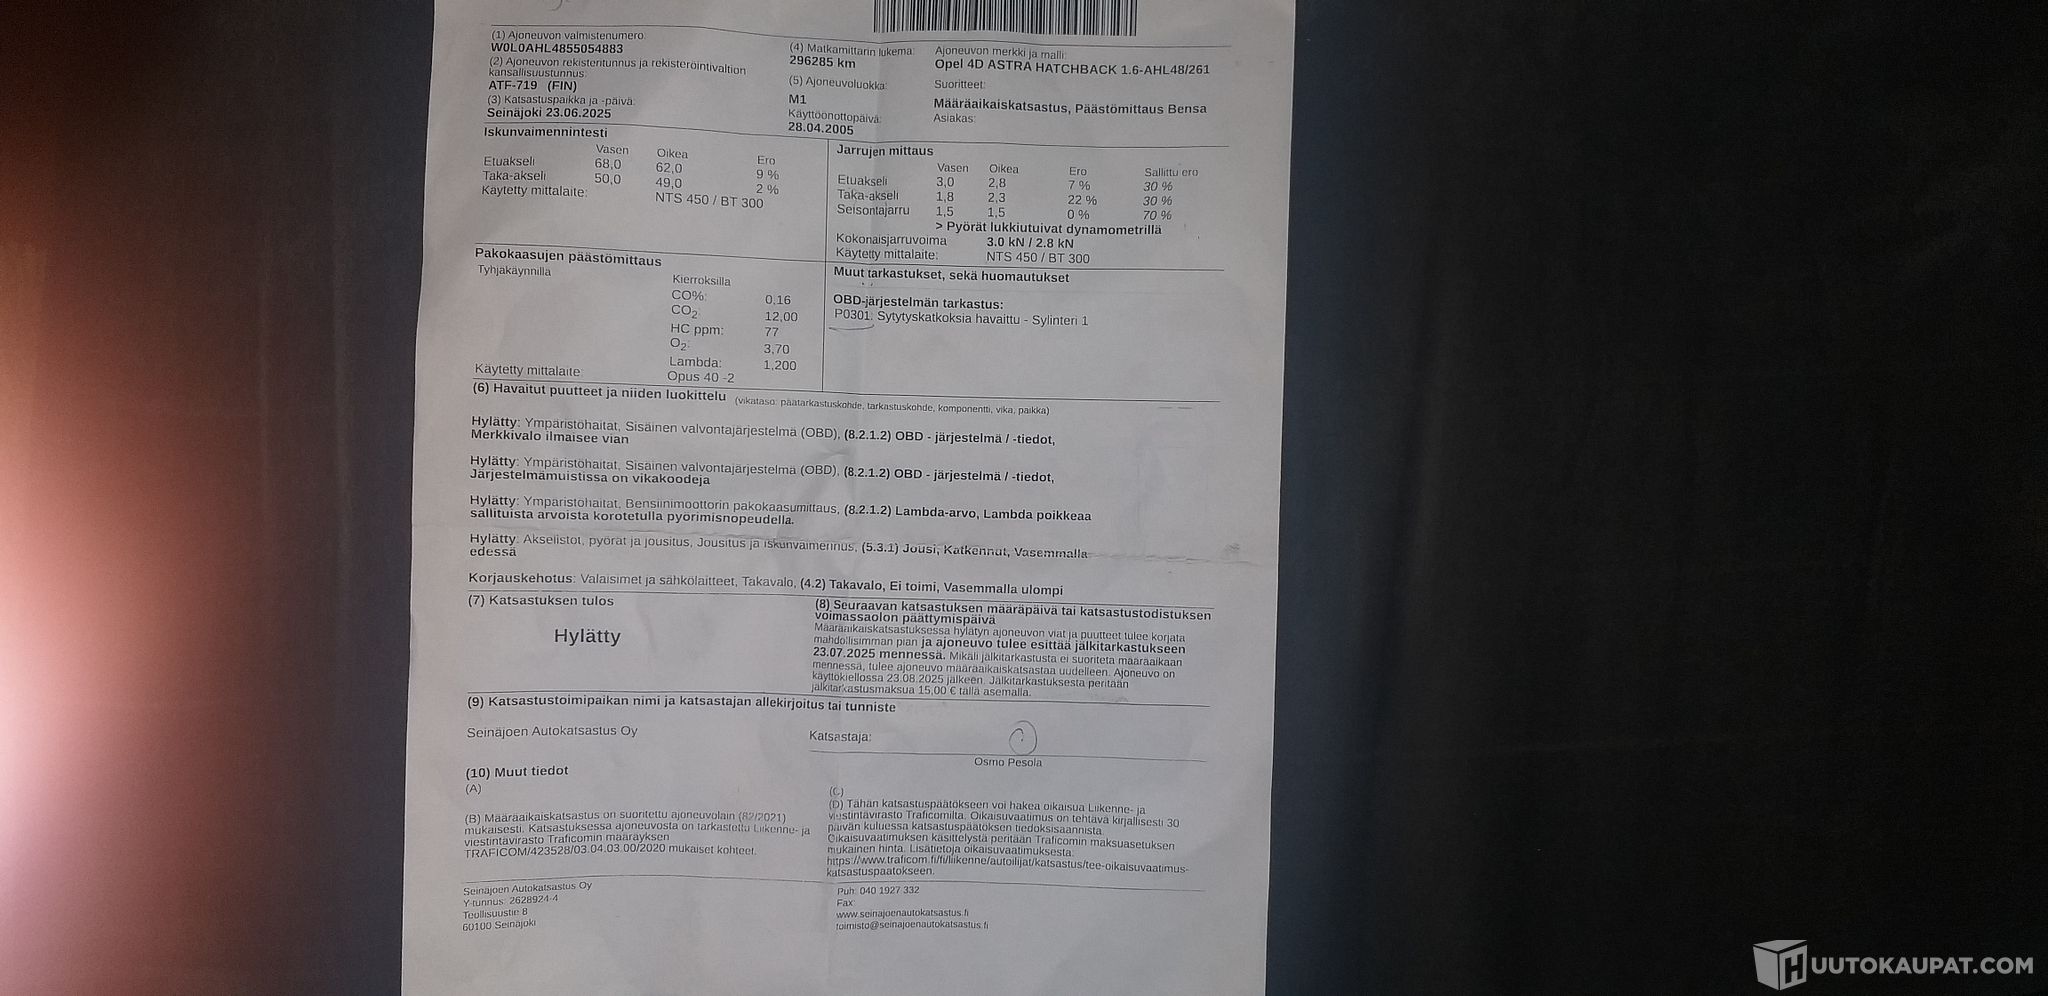 (1) Ajoneuvon valmistenumero:
W0L0AHL4855054883
(2) Ajoneuvon rekisteritunnus ja rekisteröintivaltion
kansallisuustunnus:
ATF-719 (FIN)
(3) Katsastuspaikka ja -päivä:
Seinäjoki 23.06.2025
(4) Matkamittarin lukema:
296285 km
(5) Ajoneuvoluokka:
M1
Käyttöönottopäivä:
28.04.2005
Ajoneuvon merkki ja malli:
Opel 4D ASTRA HATCHBACK 1.6-AHL48/261
Suoritteet:
Määräaikaiskatsastus, Päästömittaus Bensa
Asiakas:
Iskunvaimennintesti
Vasen Oikea Ero
Etuakseli 68,0 62,0 9 %
Taka-akseli 50,0 49,0 2 %
Käytetty mittalaite: NTS 450 / BT 300
Jarrujen mittaus
Vasen Oikea Ero Sallittu ero
Etuakseli 3,0 2,8 7 % 30 %
Taka-akseli 1,8 2,3 22 % 30 %
Seisontajarru 1,5 1,5 0 % 70 %
> Pyörät lukkiutuivat dynamometrillä
Kokonaisjarruvoima 3.0 kN / 2.8 kN
Käytetty mittalaite: NTS 450 / BT 300
Pakokaasujen päästömittaus
Tyhjäkäynnillä Kierroksilla
CO%: 0,16
CO2: 12,00
HC ppm: 77
O2: 3,70
Lambda: 1,200
Käytetty mittalaite: Opus 40 -2
Muut tarkastukset, sekä huomautukset
OBD-järjestelmän tarkastus:
P0301: Sytytyskatkoksia havaittu - Sylinteri 1
(6) Havaitut puutteet ja niiden luokittelu (vikataso: päätarkastuskohde, tarkastuskohde, komponentti, vika, paikka)
Hylätty: Ympäristöhaitat, Sisäinen valvontajärjestelmä (OBD), (8.2.1.2) OBD - järjestelmä / -tiedot,
Merkkivalo ilmaisee vian
Hylätty: Ympäristöhaitat, Sisäinen valvontajärjestelmä (OBD), (8.2.1.2) OBD - järjestelmä / -tiedot,
Järjestelmämuistissa on vikakoodeja
Hylätty: Ympäristöhaitat, Bensiinimoottorin pakokaasumittaus, (8.2.1.2) Lambda-arvo, Lambda poikkeaa
sallituista arvoista korotetulla pyörimisnopeudella.
Hylätty: Akselistot, pyörät ja jousitus, Jousitus ja iskunvaimennus, (5.3.1) Jousi, Katkennut, Vasemmalla
edessä
Korjauskehotus: Valaisimet ja sähkölaitteet, Takavalo, (4.2) Takavalo, Ei toimi, Vasemmalla ulompi
(7) Katsastuksen tulos
Hylätty
(8) Seuraavan katsastuksen määräpäivä tai katsastustodistuksen
voimassaolon päättymispäivä
Määräaikaiskatsastuksessa hylätyn ajoneuvon viat ja puutteet tulee korjata
mahdollisimman pian ja ajoneuvo tulee esittää jälkitarkastukseen
23.07.2025 mennessä. Mikäli jälkitarkastusta ei suoriteta määräaikaan
mennessä, tulee ajoneuvo määräaikaiskatsastaa uudelleen. Ajoneuvo on
käyttökiellossa 23.08.2025 jälkeen. Jälkitarkastuksesta peritään
jälkitarkastusmaksua 15,00 € tällä asemalla.
(9) Katsastustoimipaikan nimi ja katsastajan allekirjoitus tai tunniste
Seinäjoen Autokatsastus Oy
Katsastaja:
Osmo Pesola
(10) Muut tiedot
(A)
(B) Määräaikaiskatsastus on suoritettu ajoneuvolain (82/2021)
mukaisesti. Katsastuksessa ajoneuvosta on tarkastettu Liikenne- ja
viestintävirasto Traficomin määräyksen
TRAFICOM/423528/03.04.03.00/2020 mukaiset kohteet.
(C)
(D) Tähän katsastuspäätökseen voi hakea oikaisua Liikenne- ja
viestintävirasto Traficomilta. Oikaisuvaatimus on tehtävä kirjallisesti 30
päivän kuluessa katsastuspäätöksen tiedoksisaannista.
Oikaisuvaatimuksen käsittelystä peritään Traficomin maksuasetuksen
mukainen hinta. Lisätietoja oikaisuvaatimuksesta:
https://www.traficom.fi/fi/liikenne/autoilijat/katsastus/tee-oikaisuvaatimus-
katsastuspaatokseen.
Seinäjoen Autokatsastus Oy
Y-tunnus: 2628924-4
Teollisuustie 8
60100 Seinäjoki
Puh: 040 1927 332
Fax:
www.seinajoenautokatsastus.fi
toimisto@seinajoenautokatsastus.fi
HUUTOKAUPAT.COM